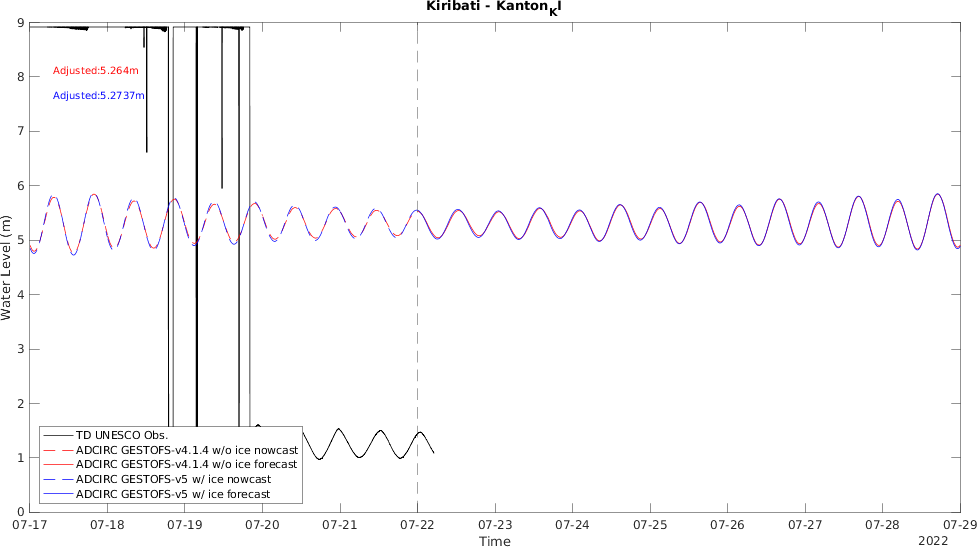 Kiribati - Kanton_KI
9
8
7
6
5
4
3
2
1
0
Water Level (m)
Adjusted:5.264m
Adjusted:5.2737m
TD UNESCO Obs.
ADCIRC GESTOFS-v4.1.4 w/o ice nowcast
ADCIRC GESTOFS-v4.1.4 w/o ice forecast
ADCIRC GESTOFS-v5 w/ ice nowcast
ADCIRC GESTOFS-v5 w/ ice forecast
07-17 07-18 07-19 07-20 07-21 07-22 07-23 07-24 07-25 07-26 07-27 07-28 07-29
Time
2022